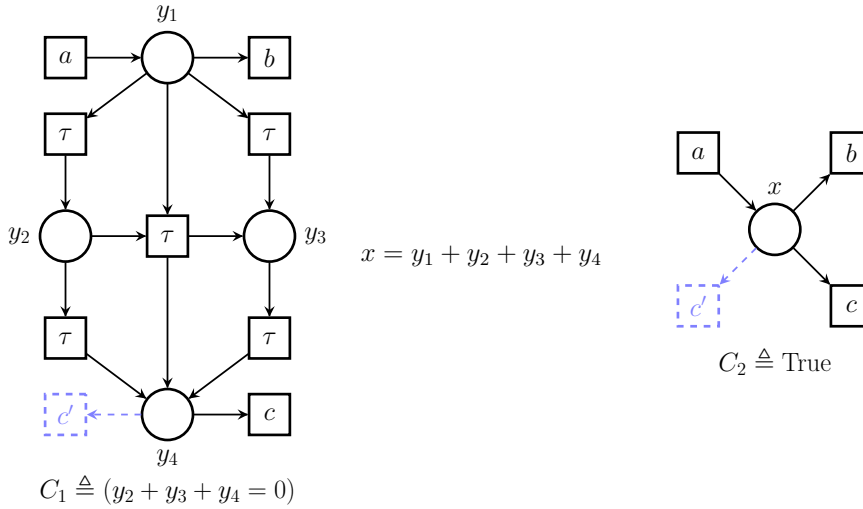 y₁
a
b
τ
τ
a
b
x
y₂
τ
y₃
x = y₁ + y₂ + y₃ + y₄
c′
c
τ
τ
C₂ ≜ True
c′
c
y₄
C₁ ≜ (y₂ + y₃ + y₄ = 0)